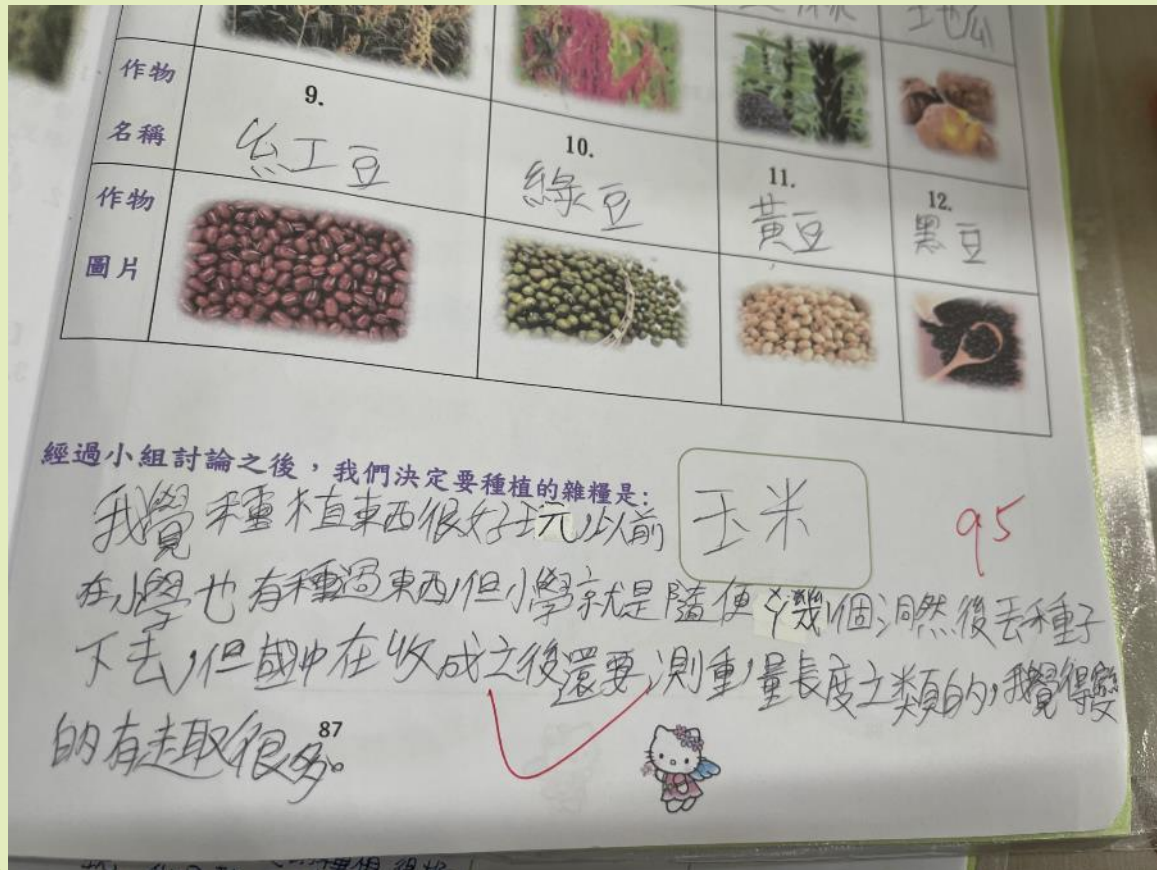 土地瓜
作物
名稱
9.
紅豆
10.
綠豆
11.
黃豆
12.
黑豆
作物
圖片
經過小組討論之後，我們決定要種植的雜糧是：
玉米
95
我覺種植東西很好玩，以前
在小學也有種過東西，但小學就是隨便挖幾個洞然後丟種子
下去，但國中在收成之後還要測重，量長度之類的，我覺得變
的有趣很多。
87